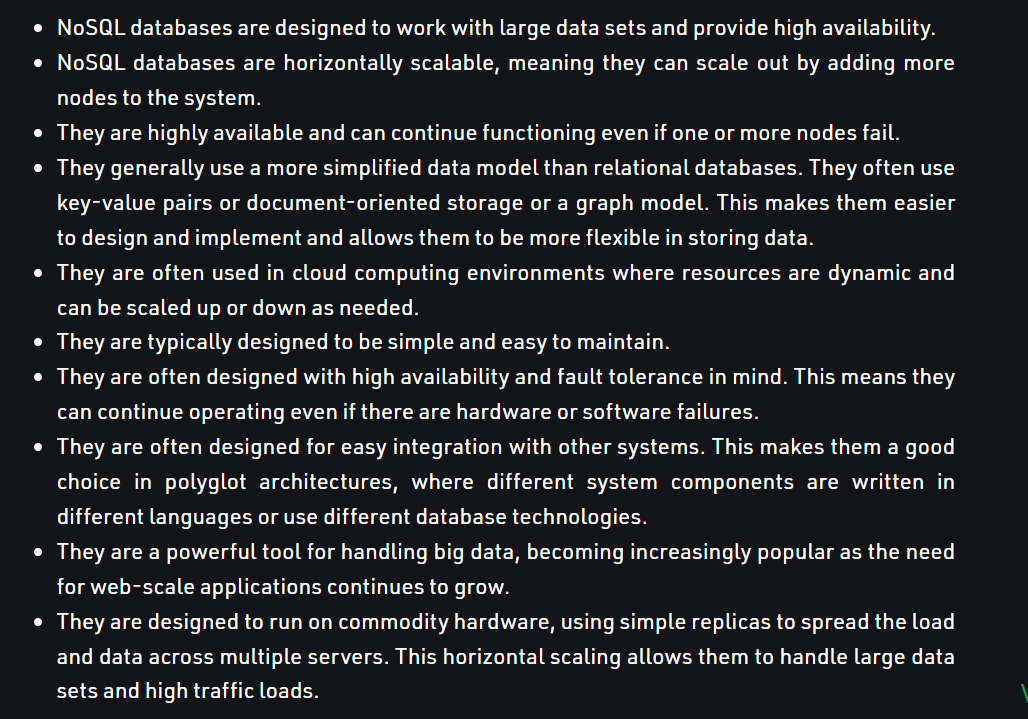 • NoSQL databases are designed to work with large data sets and provide high availability.
• NoSQL databases are horizontally scalable, meaning they can scale out by adding more
nodes to the system.
• They are highly available and can continue functioning even if one or more nodes fail.
• They generally use a more simplified data model than relational databases. They often use
key-value pairs or document-oriented storage or a graph model. This makes them easier
to design and implement and allows them to be more flexible in storing data.
• They are often used in cloud computing environments where resources are dynamic and
can be scaled up or down as needed.
• They are typically designed to be simple and easy to maintain.
• They are often designed with high availability and fault tolerance in mind. This means they
can continue operating even if there are hardware or software failures.
• They are often designed for easy integration with other systems. This makes them a good
choice in polyglot architectures, where different system components are written in
different languages or use different database technologies.
• They are a powerful tool for handling big data, becoming increasingly popular as the need
for web-scale applications continues to grow.
• They are designed to run on commodity hardware, using simple replicas to spread the load
and data across multiple servers. This horizontal scaling allows them to handle large data
sets and high traffic loads.